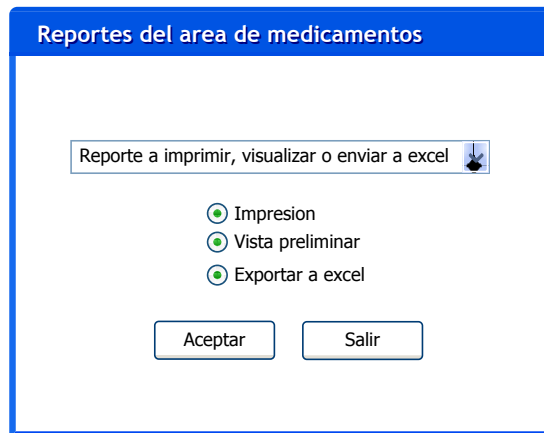 Reportes del area de medicamentos
Reporte a imprimir, visualizar o enviar a excel
Impresion
Vista preliminar
Exportar a excel
Aceptar
Salir